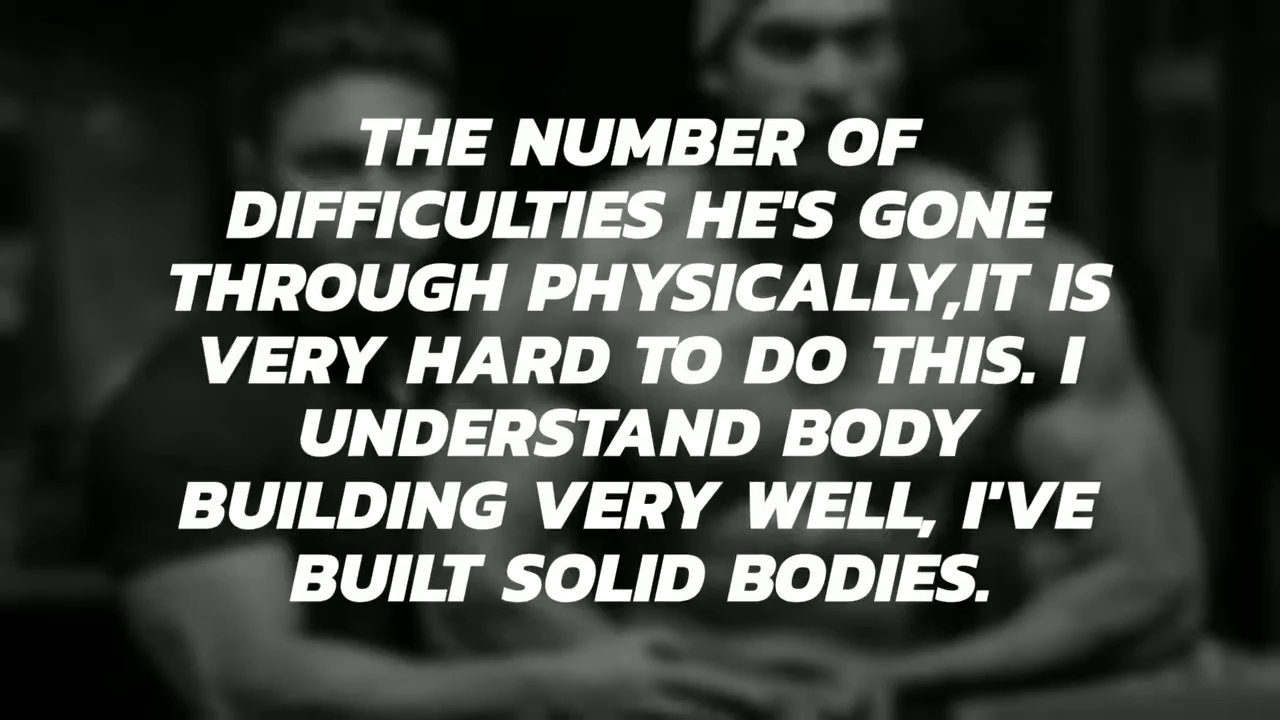 THE NUMBER OF
DIFFICULTIES HE'S GONE
THROUGH PHYSICALLY,IT IS
VERY HARD TO DO THIS. I
UNDERSTAND BODY
BUILDING VERY WELL, I'VE
BUILT SOLID BODIES.